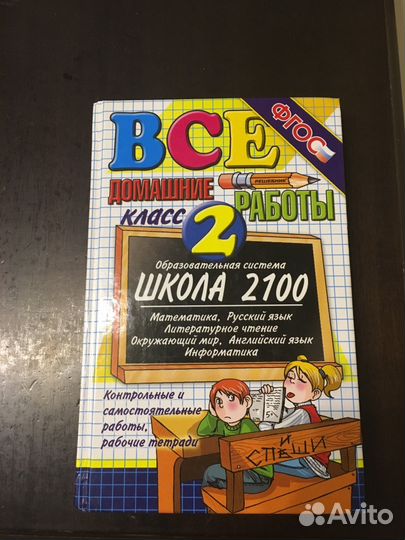 ВСЕ
ФГОС
ДОМАШНИЕ
РЕШЕБНИК
РАБОТЫ
КЛАСС
2
Образовательная система
ШКОЛА 2100
Математика, Русский язык
Литературное чтение
Окружающий мир, Английский язык
Информатика
Контрольные и
самостоятельные
работы,
рабочие тетради
И
СПЕШИ
Avito